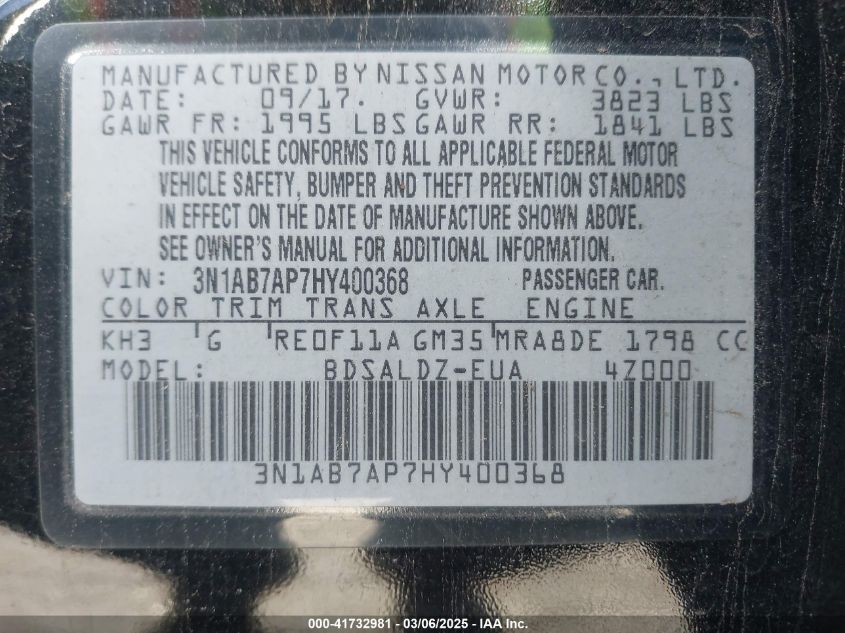 MANUFACTURED BY NISSAN MOTOR CO., LTD.
DATE: 09/17. GVWR: 3823 LBS
GAWR FR: 1995 LBS GAWR RR: 1841 LBS
THIS VEHICLE CONFORMS TO ALL APPLICABLE FEDERAL MOTOR
VEHICLE SAFETY, BUMPER AND THEFT PREVENTION STANDARDS
IN EFFECT ON THE DATE OF MANUFACTURE SHOWN ABOVE.
SEE OWNER'S MANUAL FOR ADDITIONAL INFORMATION.
VIN: 3N1AB7AP7HY400368 PASSENGER CAR.
COLOR TRIM TRANS AXLE ENGINE
KH3 G RE0F11A GM35 MRA8DE 1798 CC
MODEL: BDSALDZ-EUA 4Z000
3N1AB7AP7HY400368
000-41732981 - 03/06/2025 - IAA Inc.